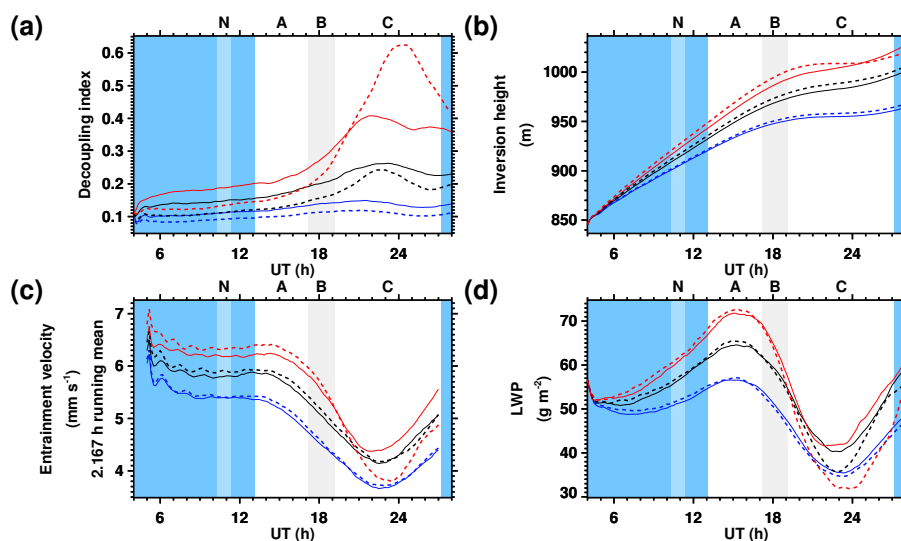 (a)
N A B C
Decoupling index
0.6
0.5
0.4
0.3
0.2
0.1
6 12 18 24
UT (h)
(b)
N A B C
Inversion height
(m)
1000
950
900
850
6 12 18 24
UT (h)
(c)
N A B C
Entrainment velocity
(mm s⁻¹)
2.167 h running mean
7
6
5
4
6 12 18 24
UT (h)
(d)
N A B C
LWP
(g m⁻²)
70
60
50
40
30
6 12 18 24
UT (h)